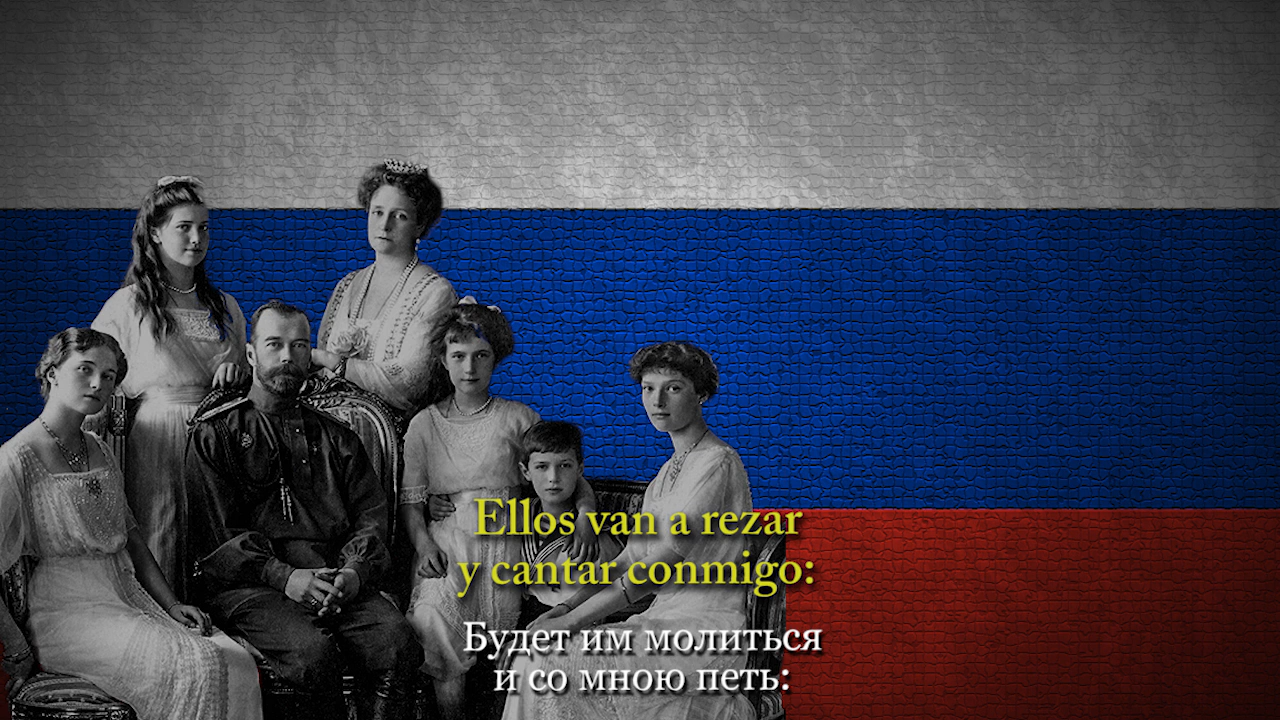 Ellos van a rezar
y cantar conmigo:
Будет им молиться
и со мною петь: